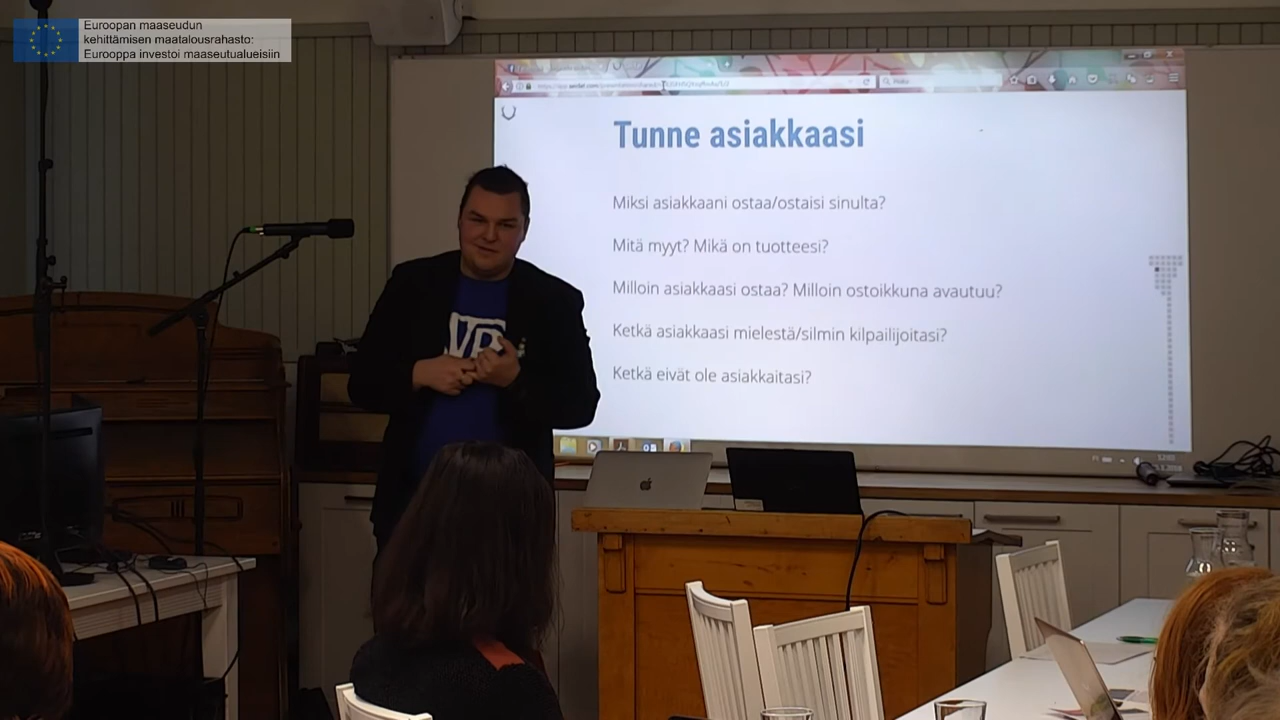 Euroopan maaseudun
kehittämisen maatalousrahasto:
Eurooppa investoi maaseutualueisiin
Tunne asiakkaasi
Miksi asiakkaani ostaa/ostaisi sinulta?
Mitä myyt? Mikä on tuotteesi?
Milloin asiakkaasi ostaa? Milloin ostoikkuna avautuu?
Ketkä asiakkaasi mielestä/silmin kilpailijoitasi?
Ketkä eivät ole asiakkaitasi?